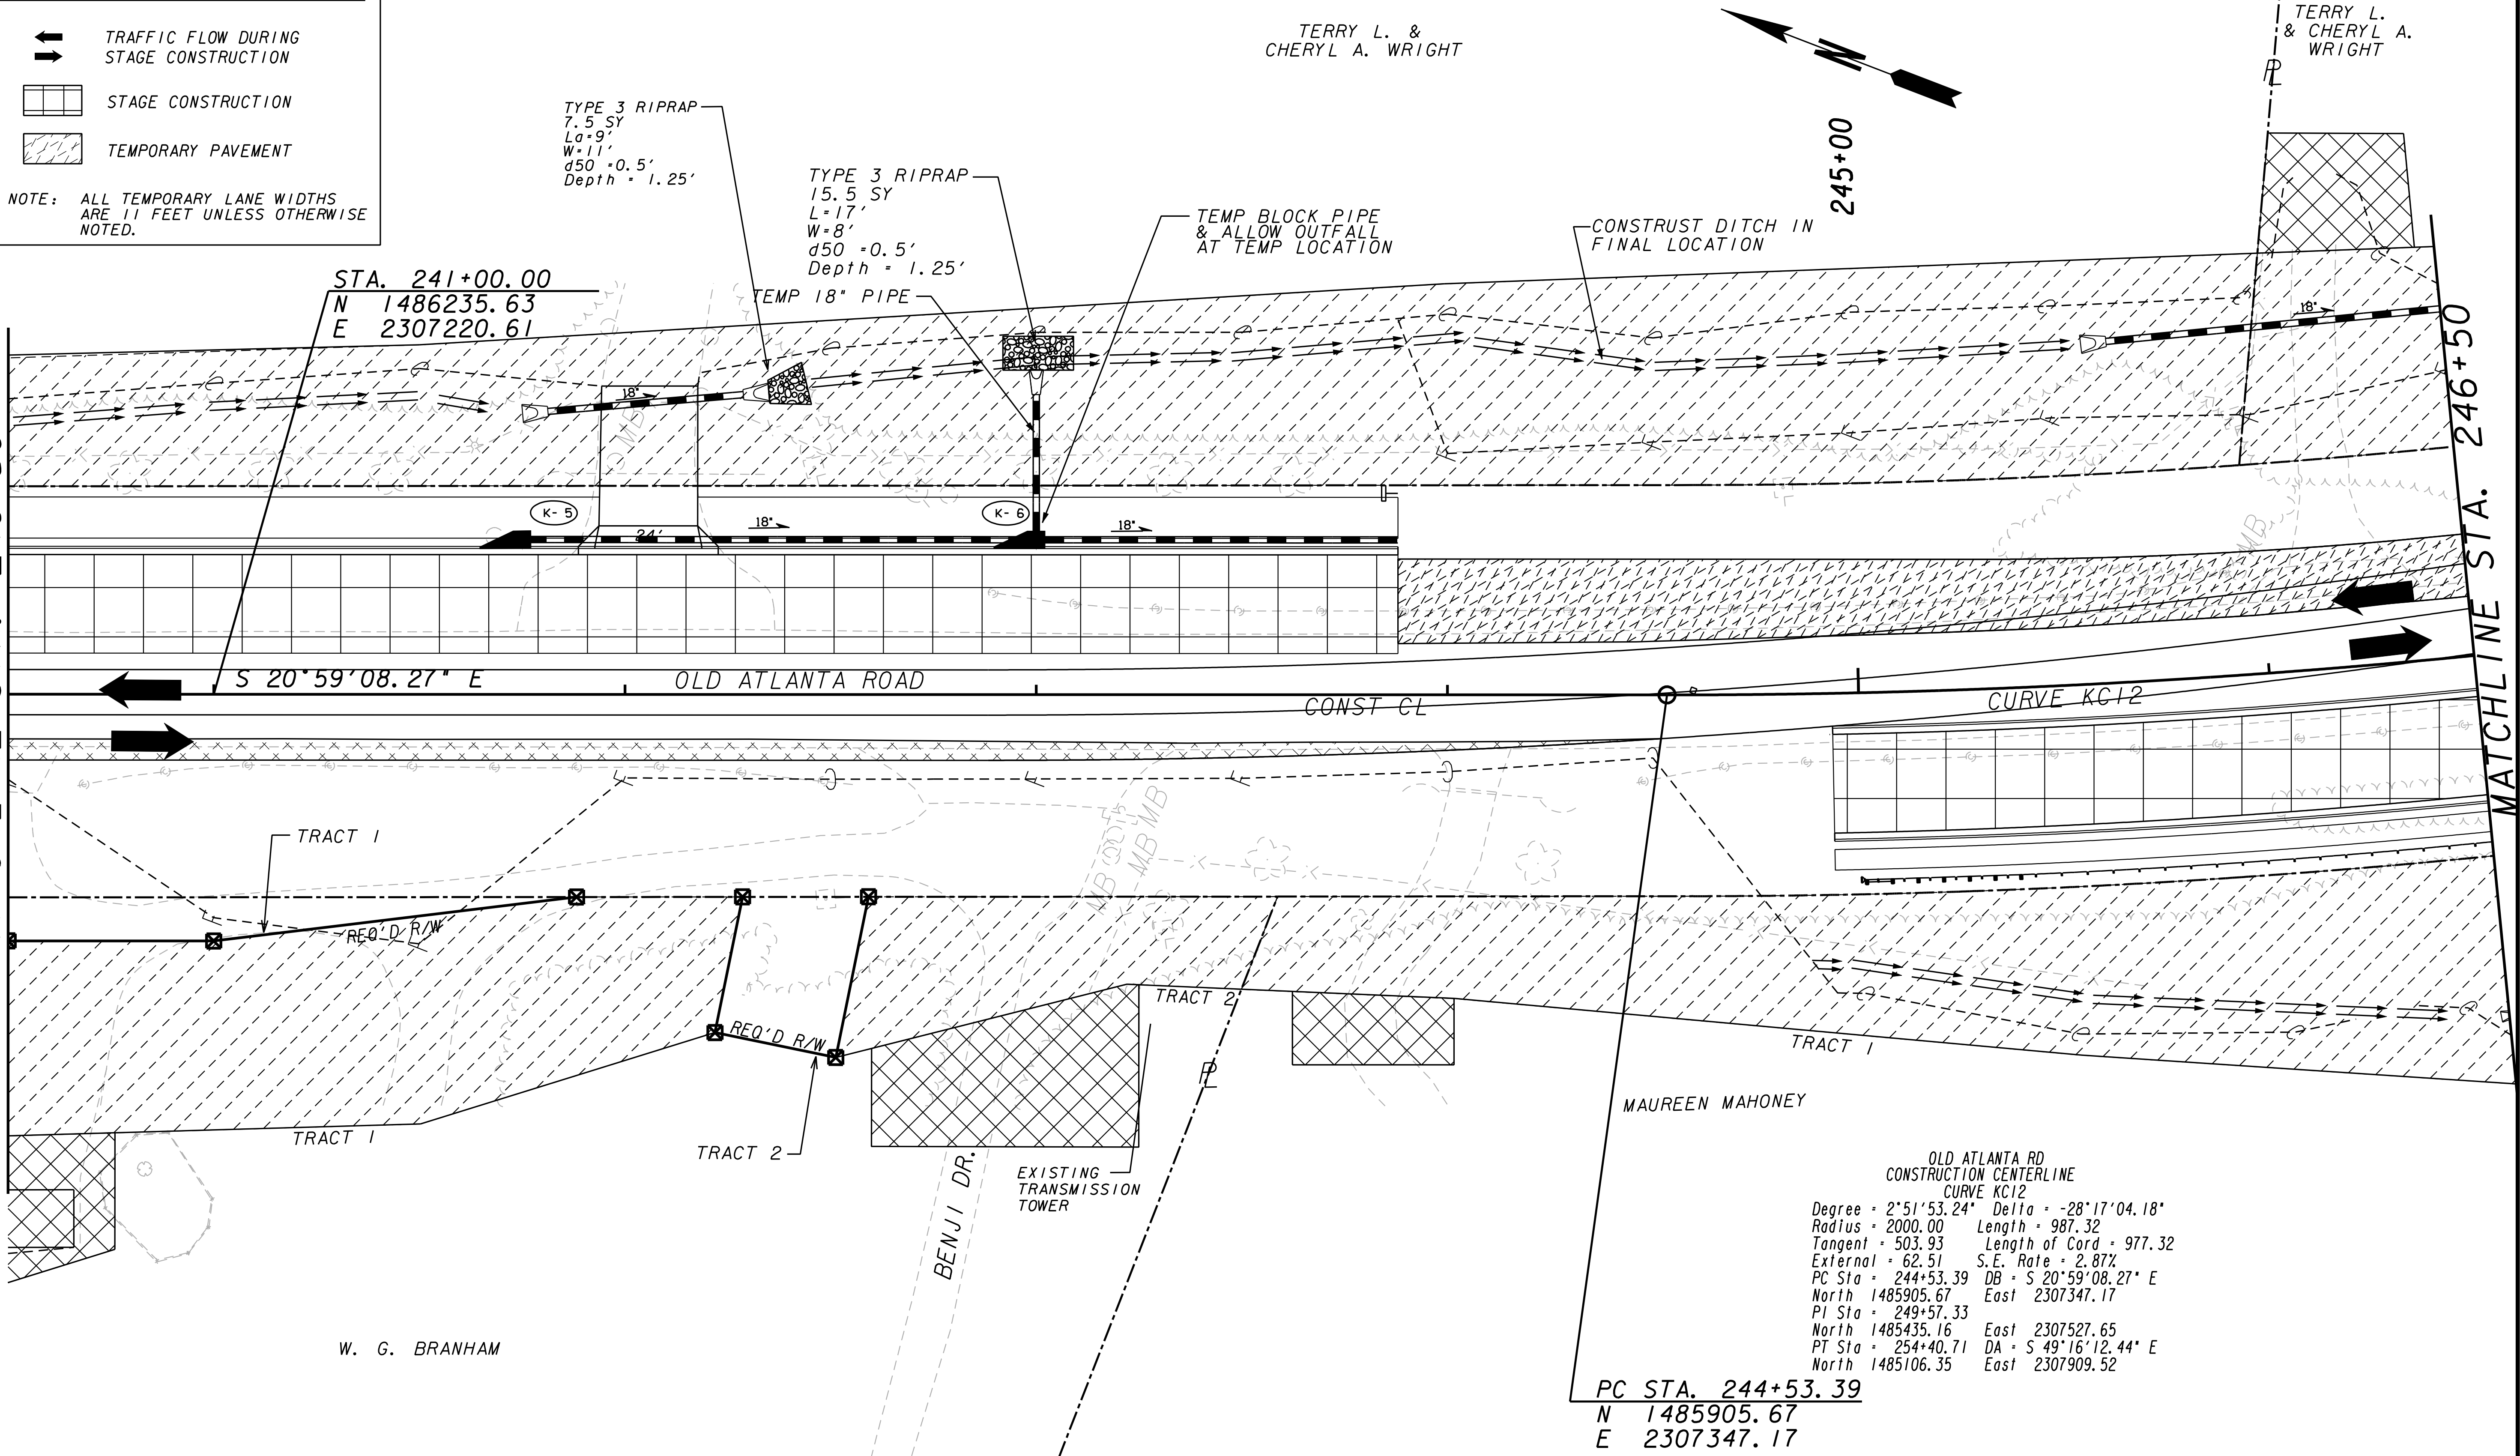 TRAFFIC FLOW DURING
STAGE CONSTRUCTION
STAGE CONSTRUCTION
TEMPORARY PAVEMENT
NOTE: ALL TEMPORARY LANE WIDTHS
ARE 11 FEET UNLESS OTHERWISE
NOTED.
TERRY L. &
CHERYL A. WRIGHT
N
TERRY L.
& CHERYL A.
WRIGHT
PL
TYPE 3 RIPRAP
7.5 SY
La=9'
W=11'
d50 =0.5'
Depth = 1.25'
TYPE 3 RIPRAP
15.5 SY
L=17'
W=8'
d50 =0.5'
Depth = 1.25'
TEMP 18" PIPE
TEMP BLOCK PIPE
& ALLOW OUTFALL
AT TEMP LOCATION
CONSTRUST DITCH IN
FINAL LOCATION
245+00
STA. 241+00.00
N 1486235.63
E 2307220.61
18"
18"
MB
MB
K-5
K-6
24'
18"
18"
MATCHLINE STA. 246+50
S 20°59'08.27" E
OLD ATLANTA ROAD
CONST CL
CURVE KC12
TRACT 1
MB
MB MB
REQ'D R/W
REQ'D R/W
TRACT 2
TRACT 1
TRACT 2
PL
TRACT 1
MAUREEN MAHONEY
EXISTING
TRANSMISSION
TOWER
BENJI DR.
W. G. BRANHAM
OLD ATLANTA RD
CONSTRUCTION CENTERLINE
CURVE KC12
Degree = 2°51'53.24" Delta = -28°17'04.18"
Radius = 2000.00 Length = 987.32
Tangent = 503.93 Length of Cord = 977.32
External = 62.51 S.E. Rate = 2.87%
PC Sta = 244+53.39 DB = S 20°59'08.27" E
North 1485905.67 East 2307347.17
PI Sta = 249+57.33
North 1485435.16 East 2307527.65
PT Sta = 254+40.71 DA = S 49°16'12.44" E
North 1485106.35 East 2307909.52
PC STA. 244+53.39
N 1485905.67
E 2307347.17